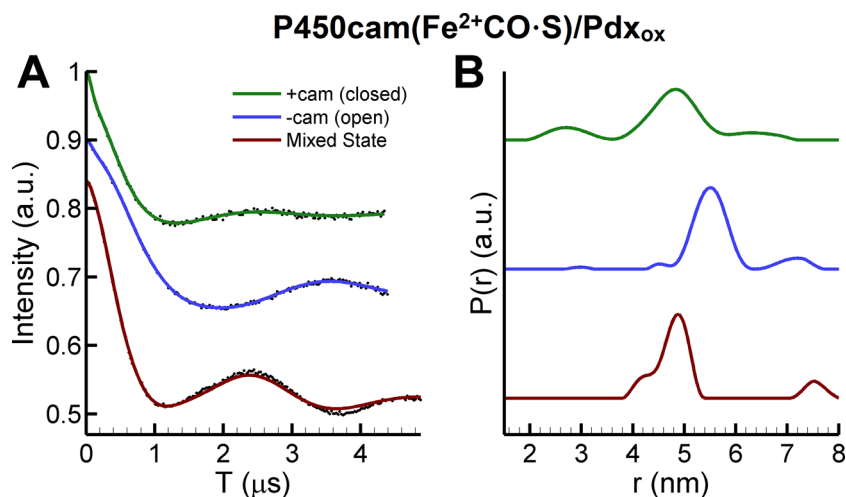 P450cam(Fe²⁺CO·S)/Pdxₒₓ
A
B
+cam (closed)
-cam (open)
Mixed State
Intensity (a.u.)
1
0.9
0.8
0.7
0.6
0.5
0 1 2 3 4
T (μs)
P(r) (a.u.)
2 3 4 5 6 7 8
r (nm)